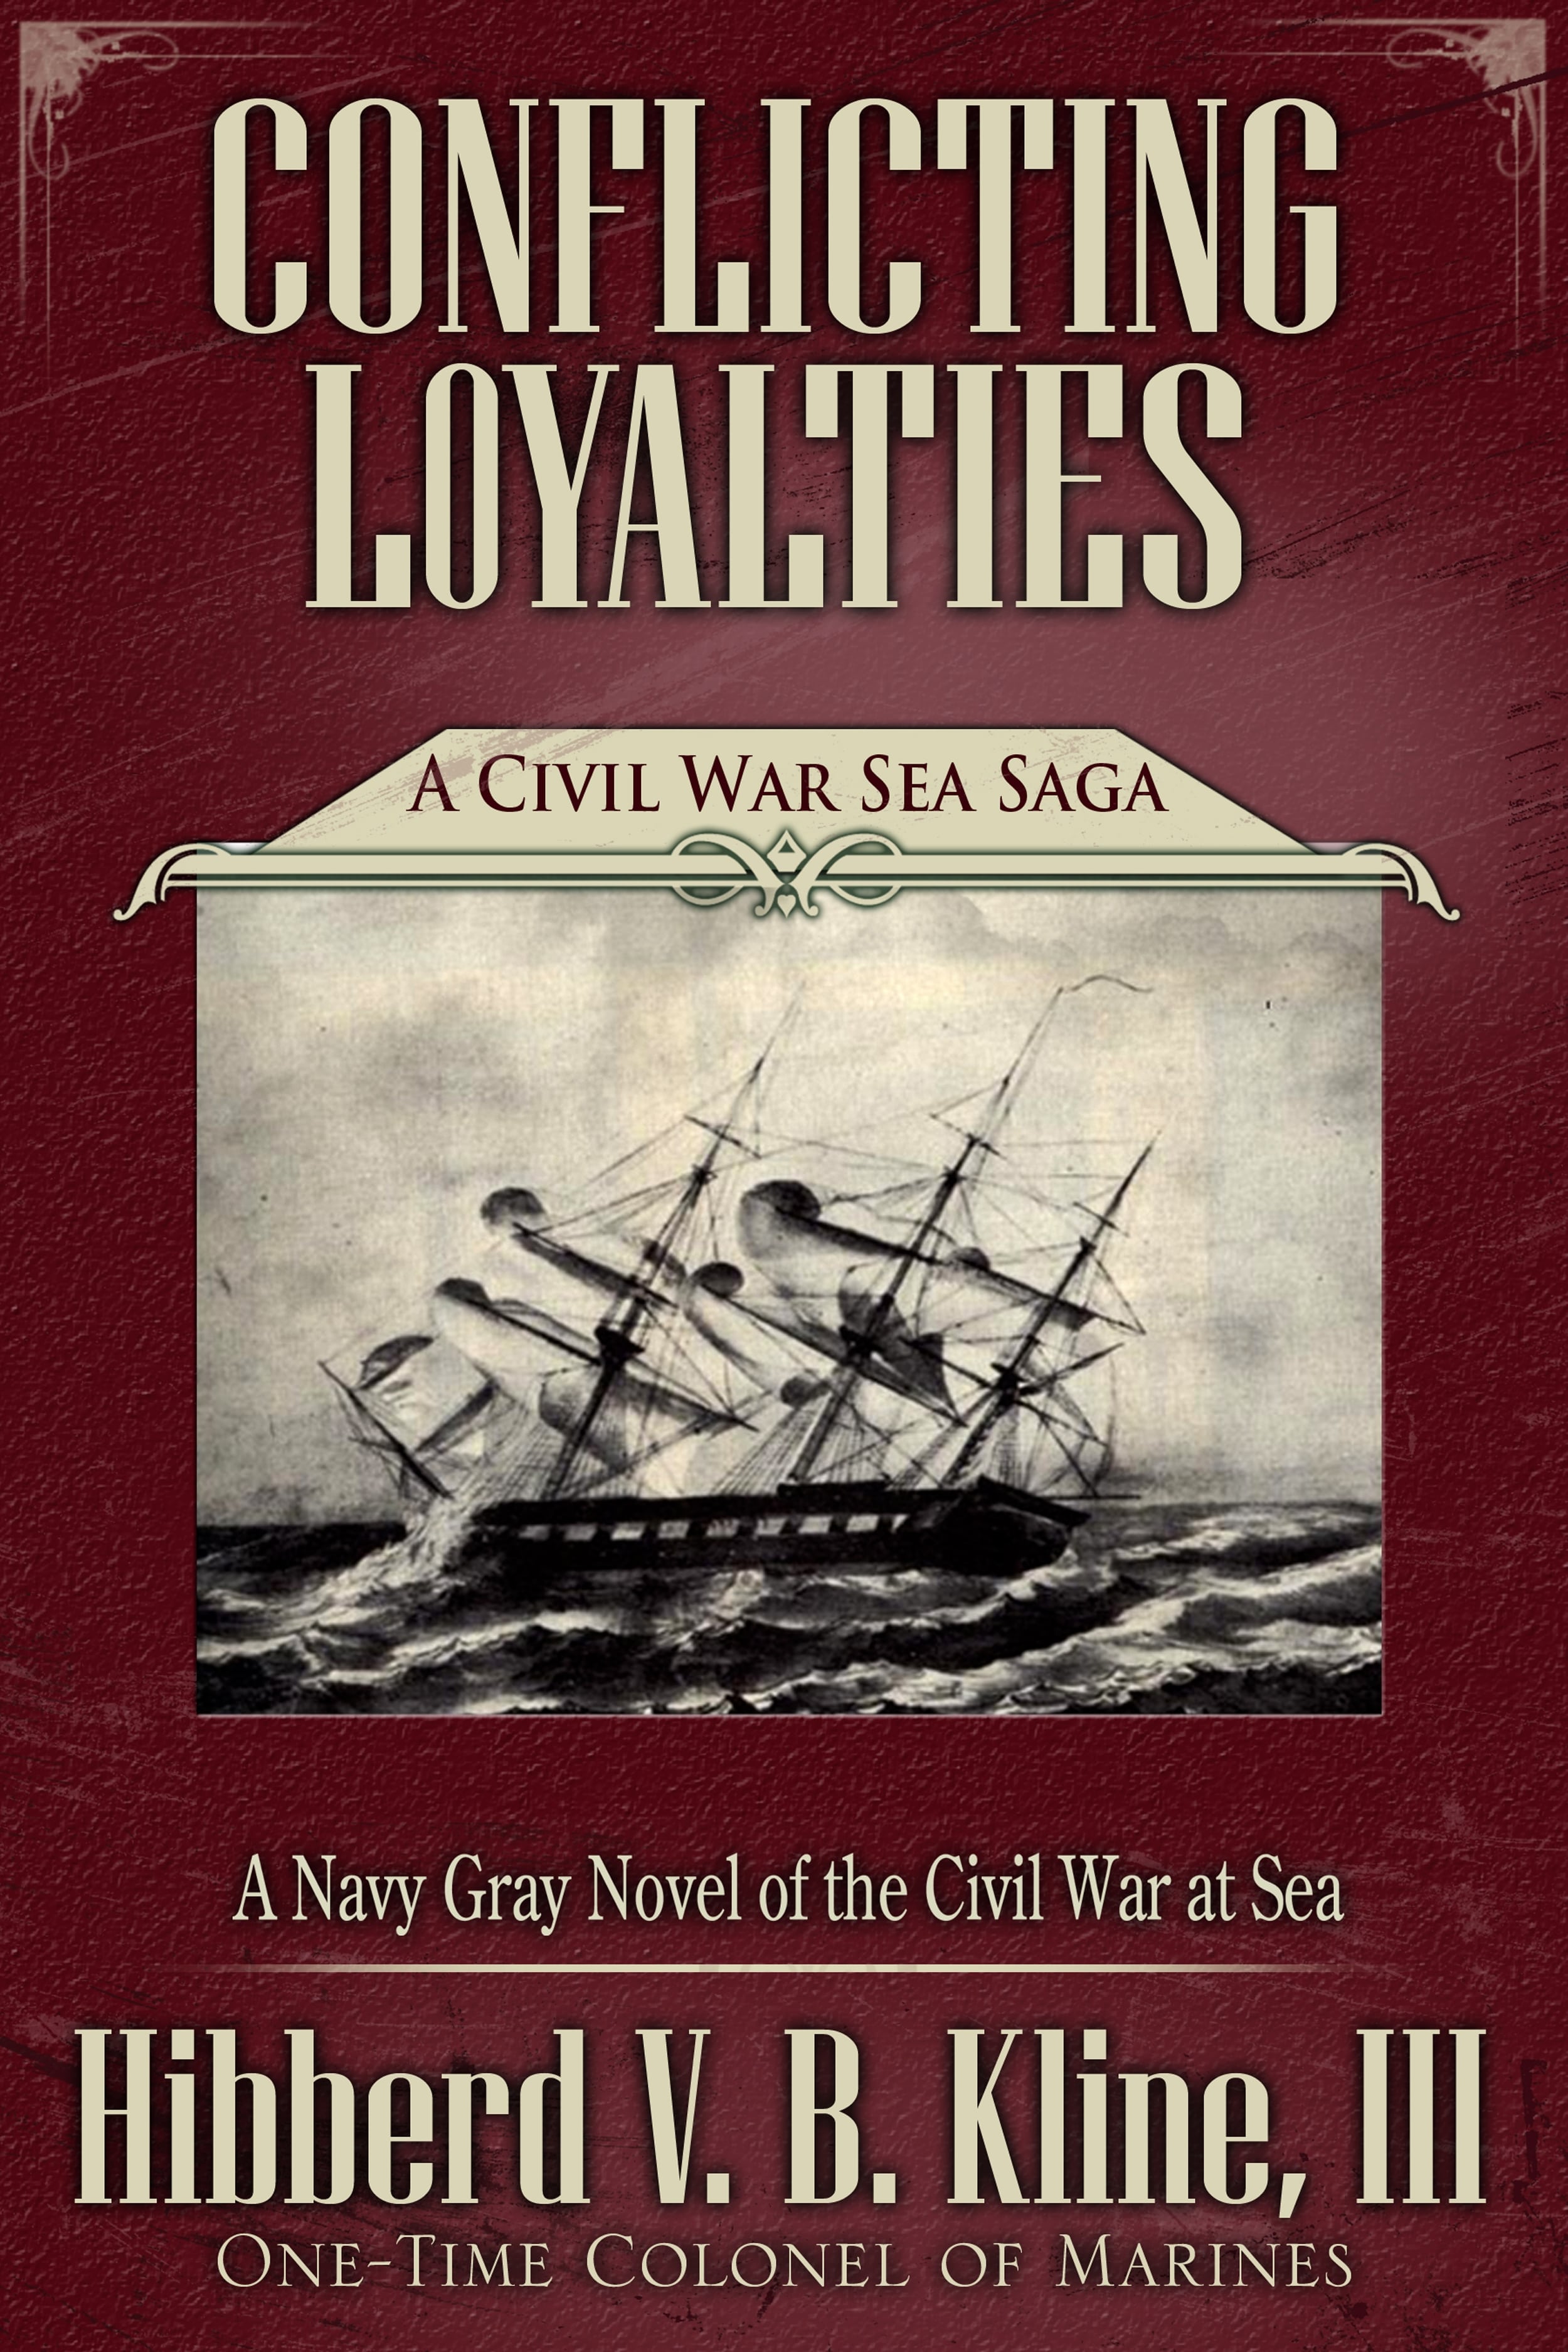 CONFLICTING
LOYALTIES
A CIVIL WAR SEA SAGA
A Navy Gray Novel of the Civil War at Sea
Hibberd V. B. Kline, III
ONE-TIME COLONEL OF MARINES